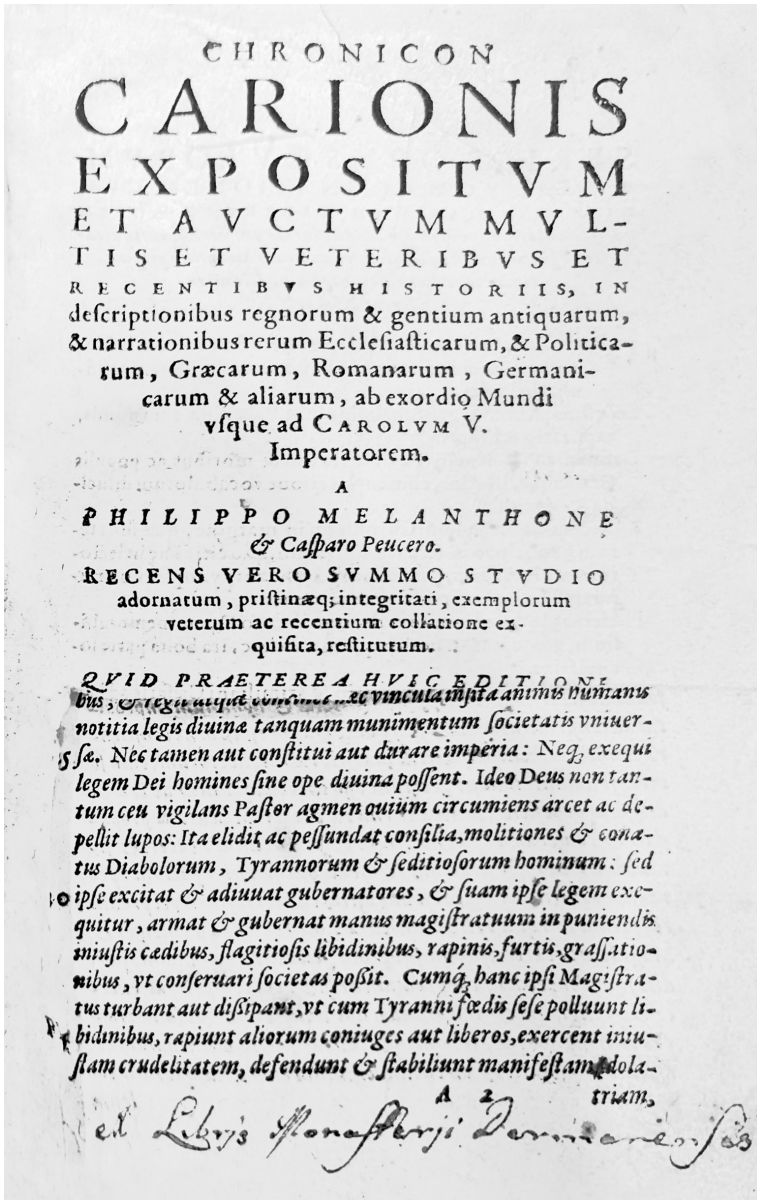 CHRONICON
CARIONIS
EXPOSITVM
ET AVCTVM MVL-
TIS ET VETERIBVS ET
RECENTIBVS HISTORIIS, IN
deſcriptionibus regnorum & gentium antiquarum,
& narrationibus rerum Eccleſiaſticarum, & Politica-
rum, Græcarum, Romanarum, Germani-
carum & aliarum, ab exordio Mundi
vſque ad CAROLVM V.
Imperatorem.
A
PHILIPPO MELANTHONE
& Caſparo Peucero.
RECENS VERO SVMMO STVDIO
adornatum, priſtinæq; integritati, exemplorum
veterum ac recentium collatione ex-
quiſita, reſtitutum.
QVID PRAETEREA HVIC EDITIONI
bus, & vincula inſita animis humanis
notitia legis diuinæ tanquam munimentum ſocietatis vniuer-
ſæ. Nec tamen aut conſtitui aut durare imperia: Neq; exequi
legem Dei homines ſine ope diuina poſſent. Ideo Deus non tan-
tum ceu vigilans Paſtor agmen ouium circumiens arcet ac de-
pellit lupos: Ita elidit ac peſſundat conſilia, molitiones & cona-
tus Diabolorum, Tyrannorum & ſeditioſorum hominum: ſed
ipſe excitat & adiuuat gubernatores, & ſuam ipſe legem exe-
quitur, armat & gubernat manus magiſtratuum in puniendis
iniuſtis cædibus, flagitioſis libidinibus, rapinis, furtis, graſſatio-
nibus, vt conſeruari ſocietas poßit. Cumq́; hanc ipſi Magiſtra-
tus turbant aut dißipant, vt cum Tyranni fœdis ſeſe polluunt li-
bidinibus, rapiunt aliorum coniuges aut liberos, exercent iniu-
ſtam crudelitatem, defendunt & ſtabiliunt manifeſtam Idola-
A 2 triam,
ex Librjs Monaſterji